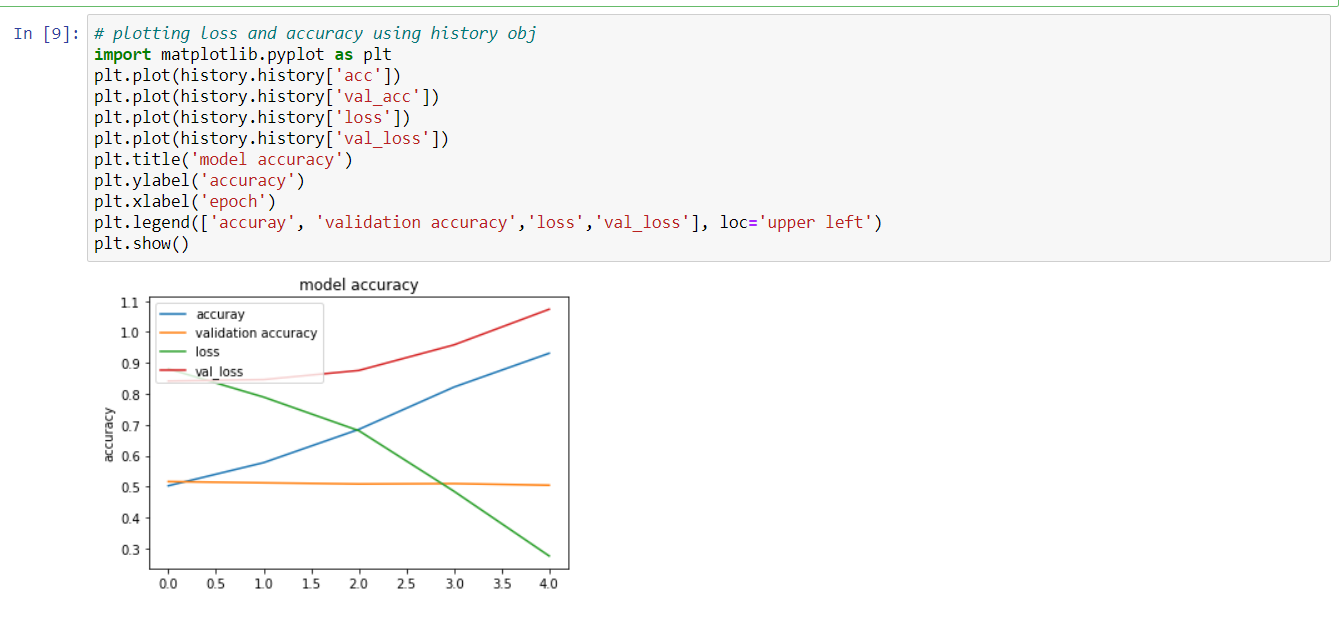 In [9]: # plotting loss and accuracy using history obj
import matplotlib.pyplot as plt
plt.plot(history.history['acc'])
plt.plot(history.history['val_acc'])
plt.plot(history.history['loss'])
plt.plot(history.history['val_loss'])
plt.title('model accuracy')
plt.ylabel('accuracy')
plt.xlabel('epoch')
plt.legend(['accuray', 'validation accuracy','loss','val_loss'], loc='upper left')
plt.show()
model accuracy
1.1
1.0
0.9
0.8
0.7
0.6
0.5
0.4
0.3
accuracy
accuray
validation accuracy
loss
val_loss
0.0 0.5 1.0 1.5 2.0 2.5 3.0 3.5 4.0